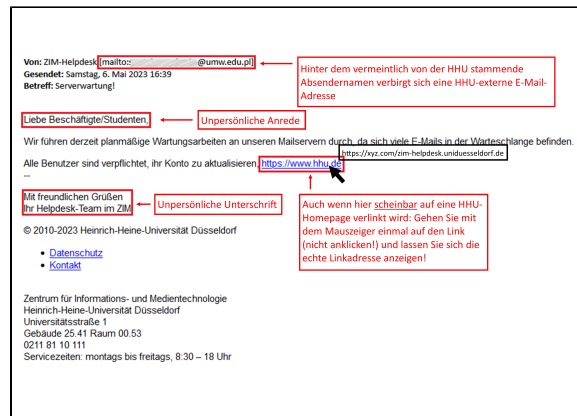 Von: ZIM-Helpdesk [mailto: @umw.edu.pl]
Gesendet: Samstag, 6. Mai 2023 16:39
Betreff: Serverwartung!
Hinter dem vermeintlich von der HHU stammende
Absendernamen verbirgt sich eine HHU-externe E-Mail-
Adresse
Liebe Beschäftigte/Studenten,
Unpersönliche Anrede
Wir führen derzeit planmäßige Wartungsarbeiten an unseren Mailservern durch, da sich viele E-Mails in der Warteschlange befinden.
https://xyz.com/zim-helpdesk.uniduesseldorf.de
Alle Benutzer sind verpflichtet, ihr Konto zu aktualisieren https://www.hhu.de
--
Mit freundlichen Grüßen
Ihr Helpdesk-Team im ZIM
Unpersönliche Unterschrift
Auch wenn hier scheinbar auf eine HHU-
Homepage verlinkt wird: Gehen Sie mit
dem Mauszeiger einmal auf den Link
(nicht anklicken!) und lassen Sie sich die
echte Linkadresse anzeigen!
© 2010-2023 Heinrich-Heine-Universität Düsseldorf
• Datenschutz
• Kontakt
Zentrum für Informations- und Medientechnologie
Heinrich-Heine-Universität Düsseldorf
Universitätsstraße 1
Gebäude 25.41 Raum 00.53
0211 81 10 111
Servicezeiten: montags bis freitags, 8:30 – 18 Uhr